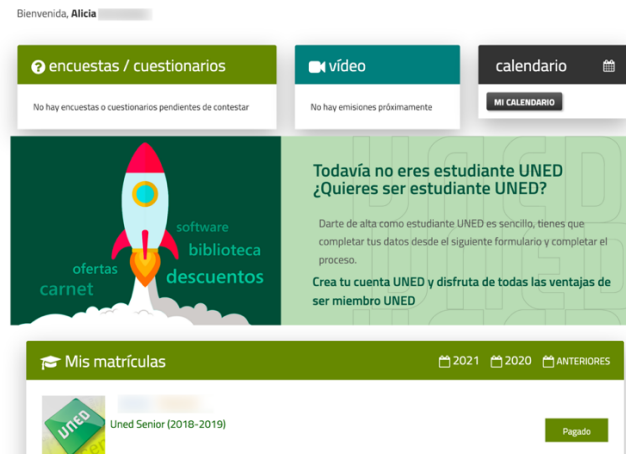 Bienvenida, Alicia
encuestas / cuestionarios
No hay encuestas o cuestionarios pendientes de contestar
vídeo
No hay emisiones próximamente
calendario
MI CALENDARIO
software
biblioteca
ofertas
descuentos
carnet
Todavía no eres estudiante UNED
¿Quieres ser estudiante UNED?
Darte de alta como estudiante UNED es sencillo, tienes que
completar tus datos desde el siguiente formulario y completar el
proceso.
Crea tu cuenta UNED y disfruta de todas las ventajas de
ser miembro UNED
UNED
Mis matrículas
2021 2020 ANTERIORES
UNED
Uned Senior (2018-2019)
Pagado